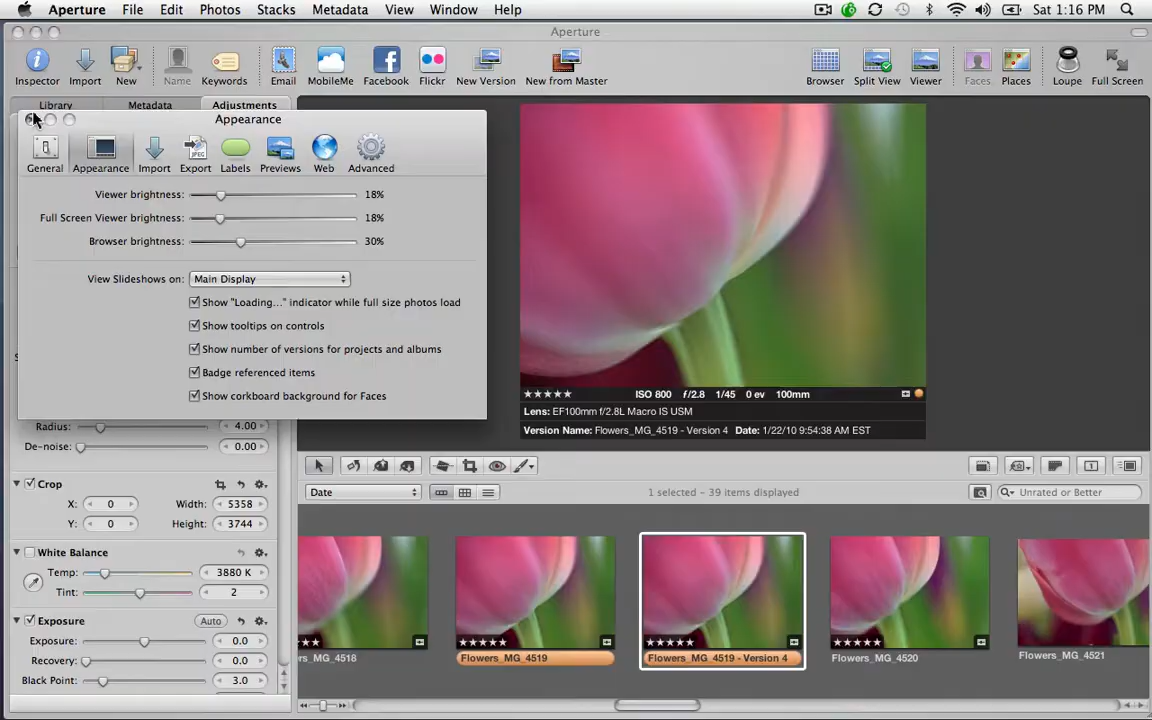 Aperture File Edit Photos Stacks Metadata View Window Help Sat 1:16 PM
Aperture
Inspector Import New Name Keywords Email MobileMe Facebook Flickr New Version New from Master Browser Split View Viewer Faces Places Loupe Full Screen
Library Metadata Adjustments
Appearance
General Appearance Import Export Labels Previews Web Advanced
Viewer brightness: 18%
Full Screen Viewer brightness: 18%
Browser brightness: 30%
View Slideshows on: Main Display
Show "Loading..." indicator while full size photos load
Show tooltips on controls
Show number of versions for projects and albums
Badge referenced items
Show corkboard background for Faces
Radius: 4.00
De-noise: 0.00
Crop
X: 0 Width: 5358
Y: 0 Height: 3744
White Balance
Temp: 3880 K
Tint: 2
Exposure Auto
Exposure: 0.0
Recovery: 0.0
Black Point: 3.0
ISO 800 f/2.8 1/45 0 ev 100mm
Lens: EF100mm f/2.8L Macro IS USM
Version Name: Flowers_MG_4519 - Version 4 Date: 1/22/10 9:54:38 AM EST
Date 1 selected - 39 items displayed Unrated or Better
rs_MG_4518 Flowers_MG_4519 Flowers_MG_4519 - Version 4 Flowers_MG_4520 Flowers_MG_4521